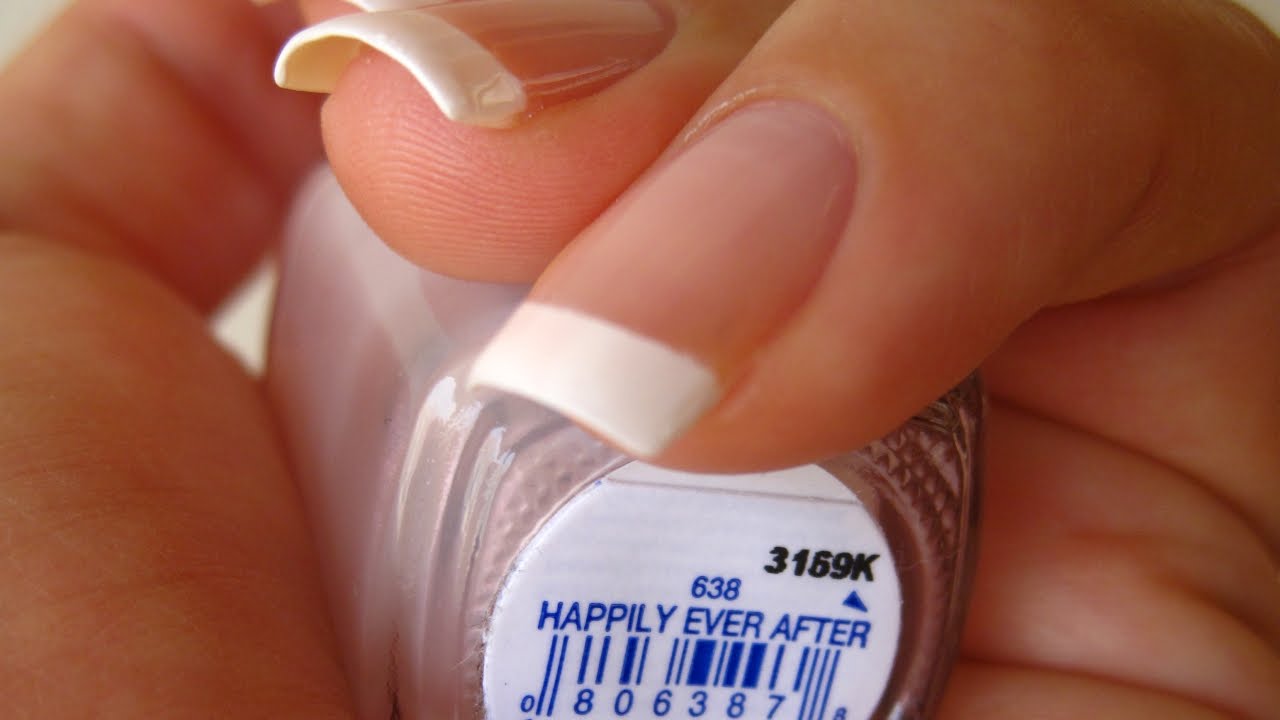 3169K
638
HAPPILY EVER AFTER
0 806387 8